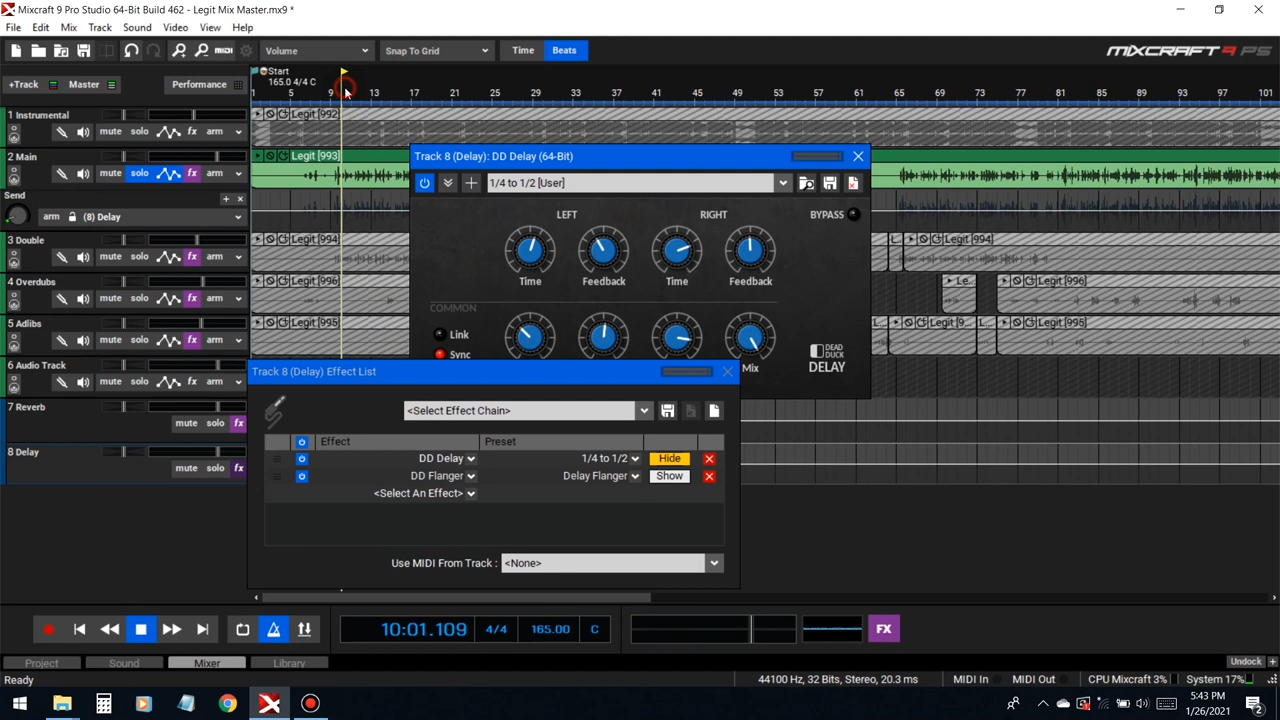 Mixcraft 9 Pro Studio 64-Bit Build 462 - Legit Mix Master.mx9 *
File Edit Mix Track Sound Video View Help
Volume Snap To Grid Time Beats MIXCRAFT 9 PS
+Track Master Performance
Start
165.0 4/4 C
1 5 9 13 17 21 25 29 33 37 41 45 49 53 57 61 65 69 73 77 81 85 89 93 97 101
1 Instrumental Legit [992]
mute solo fx arm
2 Main Legit [993]
mute solo fx arm
Send
arm (8) Delay
3 Double Legit [994] L... Legit [994]
mute solo fx arm
4 Overdubs Legit [996] Le... Legit [996]
mute solo fx arm
5 Adlibs Legit [995] L... Legit [9... L... Legit [995]
mute solo fx arm
6 Audio Track
mute solo fx arm
7 Reverb
mute solo fx
8 Delay
mute solo fx
Track 8 (Delay): DD Delay (64-Bit)
1/4 to 1/2 [User]
LEFT RIGHT BYPASS
Time Feedback Time Feedback
COMMON
Link
Sync
Mix
DEAD
DUCK
DELAY
Track 8 (Delay) Effect List
<Select Effect Chain>
Effect Preset
DD Delay 1/4 to 1/2 Hide
DD Flanger Delay Flanger Show
<Select An Effect>
Use MIDI From Track : <None>
10:01.109 4/4 165.00 C FX
Project Sound Mixer Library Undock
Ready 44100 Hz, 32 Bits, Stereo, 20.3 ms MIDI In MIDI Out CPU Mixcraft 3% System 17%
5:43 PM
1/26/2021
2